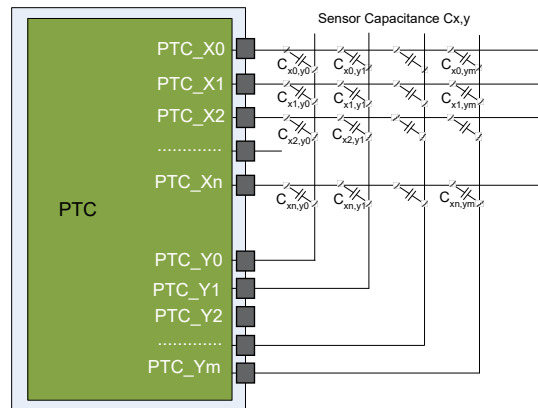 Sensor Capacitance Cx,y
PTC_X0
Cx0,y0 Cx0,y1 Cx0,ym
PTC_X1
Cx1,y0 Cx1,y1 Cx1,ym
PTC_X2
Cx2,y0 Cx2,y1
.............
PTC_Xn
Cxn,y0 Cxn,y1 Cxn,ym
PTC
PTC_Y0
PTC_Y1
PTC_Y2
.............
PTC_Ym